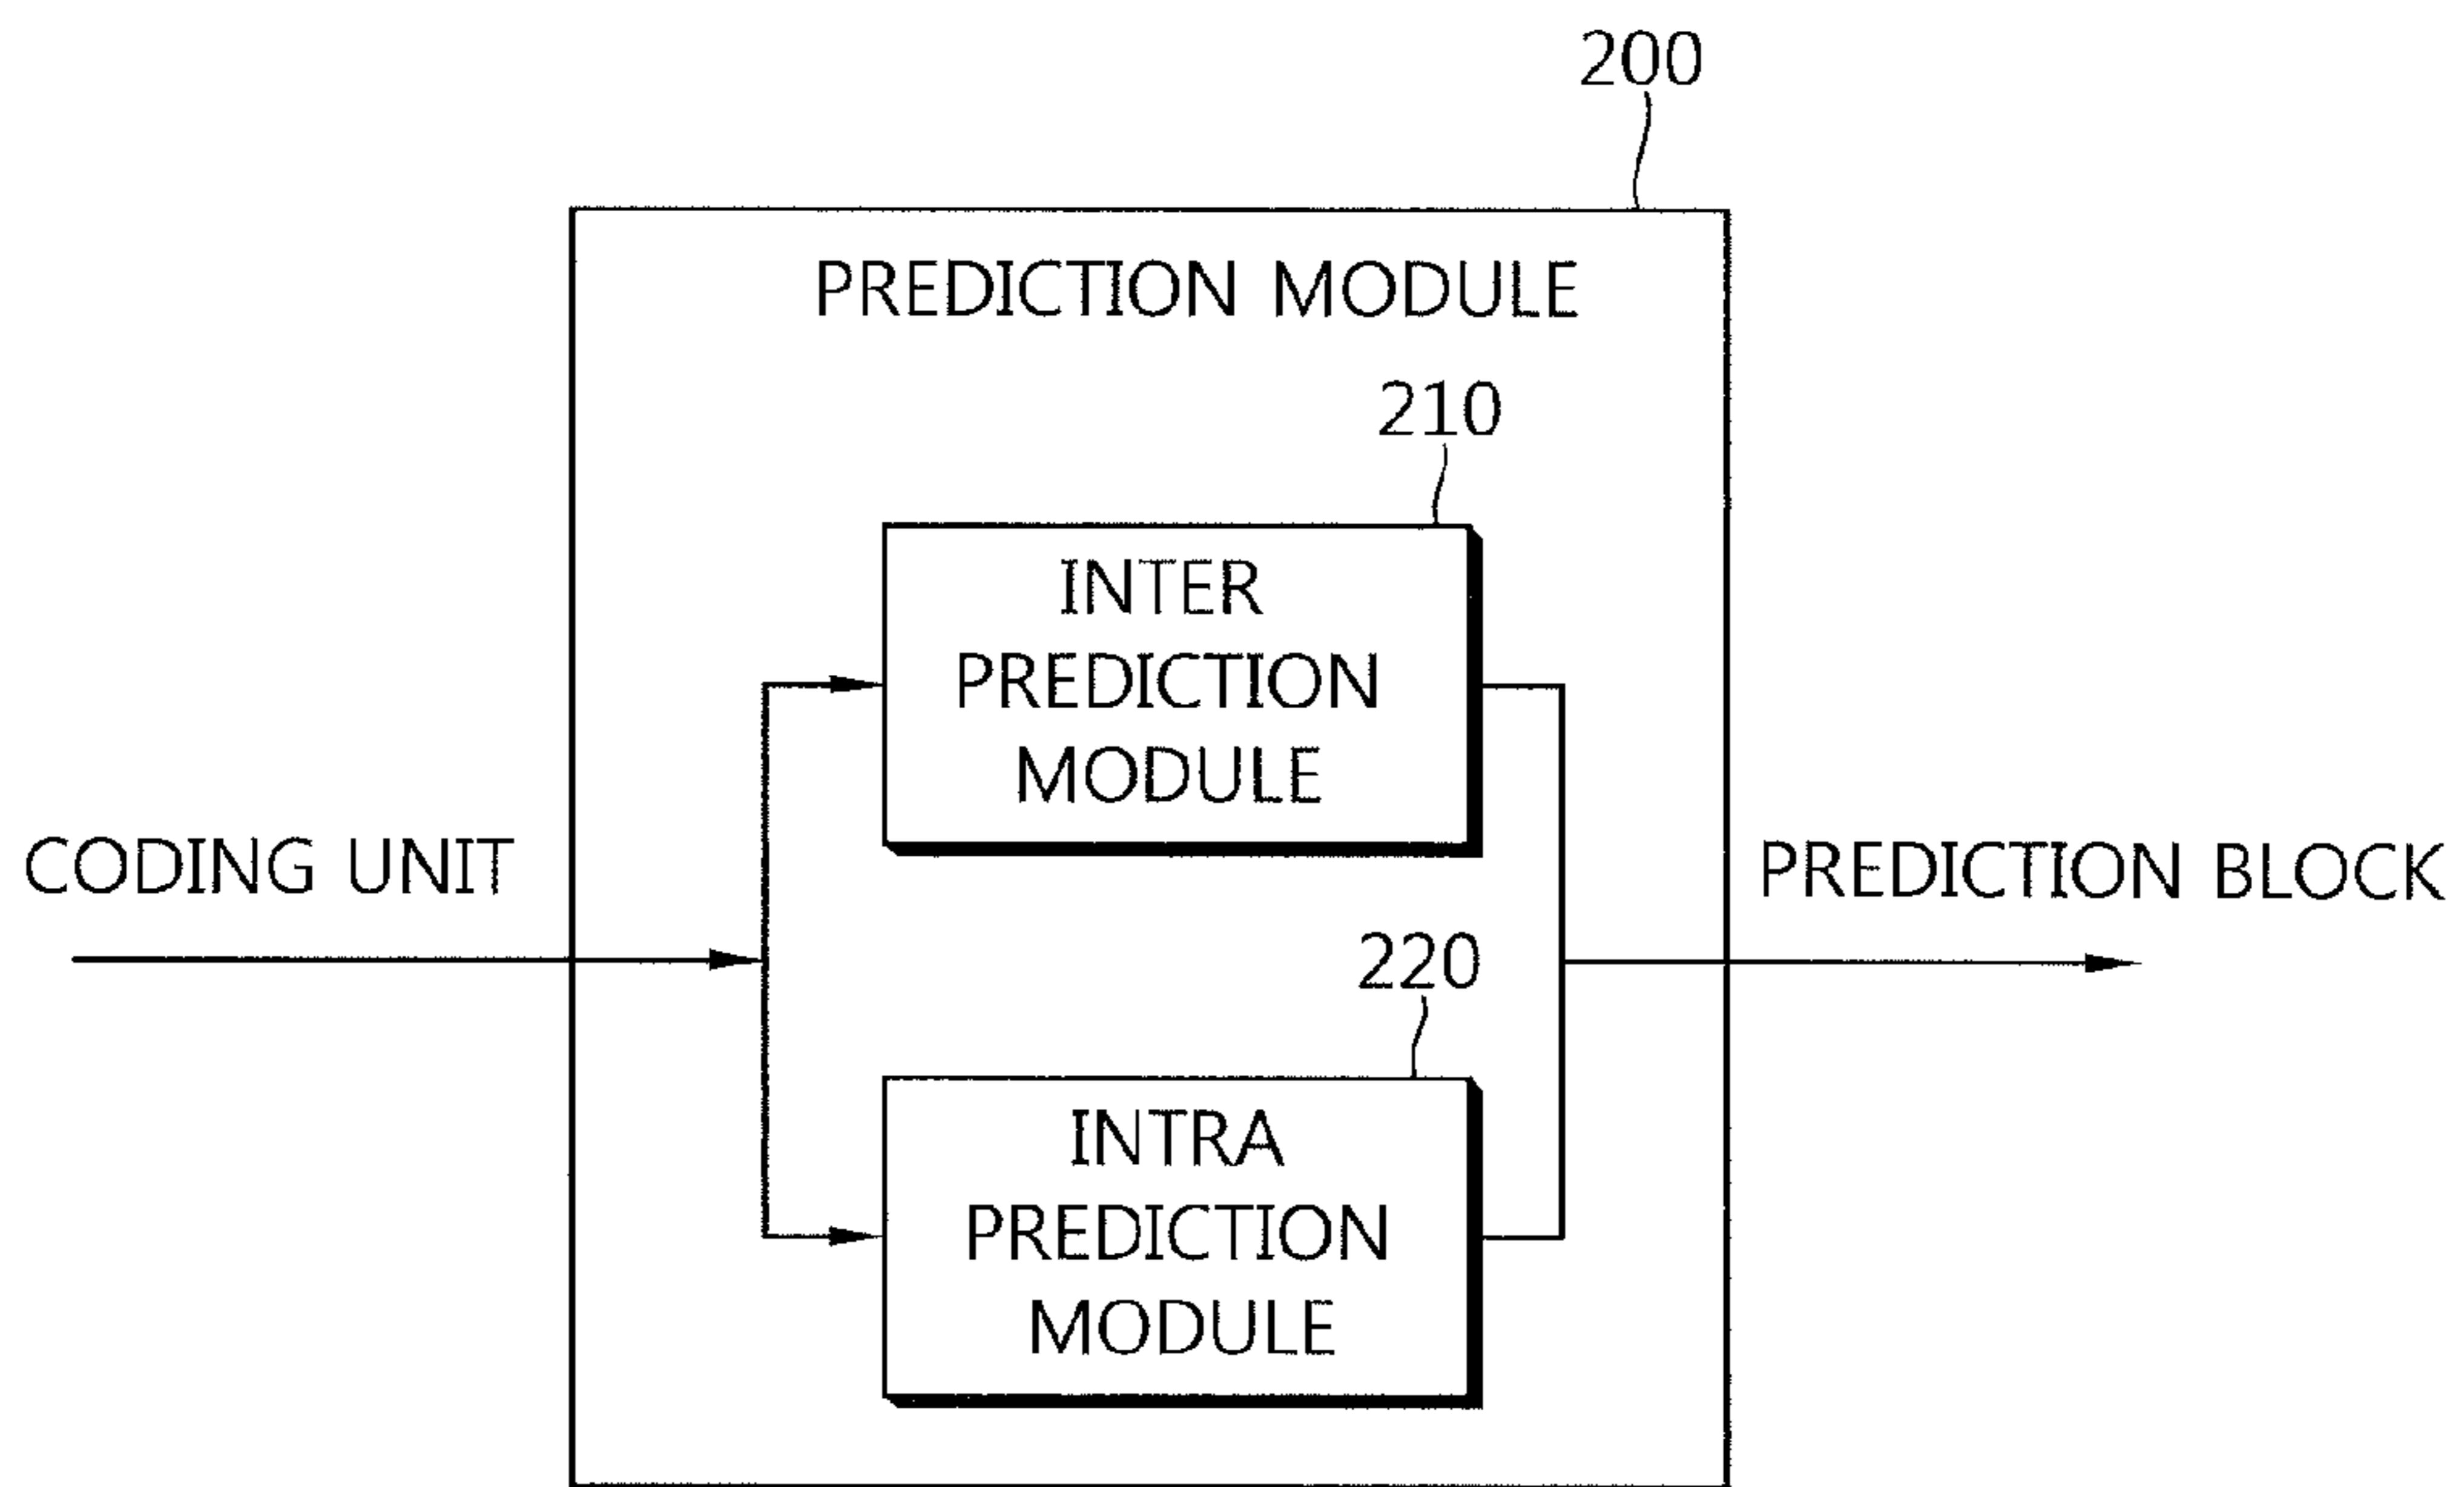 200
PREDICTION MODULE
210
INTER
PREDICTION
MODULE
CODING UNIT
PREDICTION BLOCK
220
INTRA
PREDICTION
MODULE